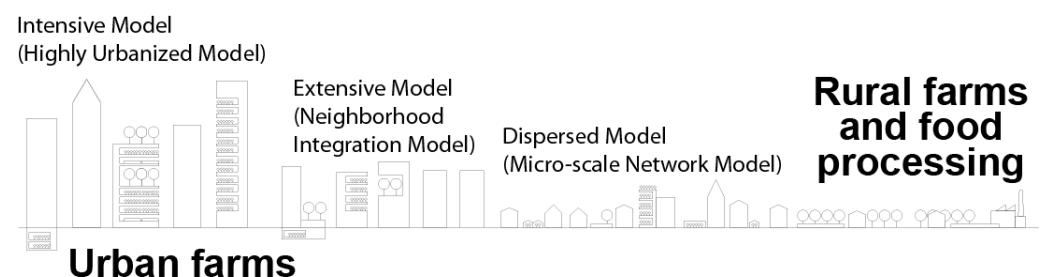 Intensive Model
(Highly Urbanized Model)
Extensive Model
(Neighborhood
Integration Model)
Dispersed Model
(Micro-scale Network Model)
Rural farms
and food
processing
Urban farms